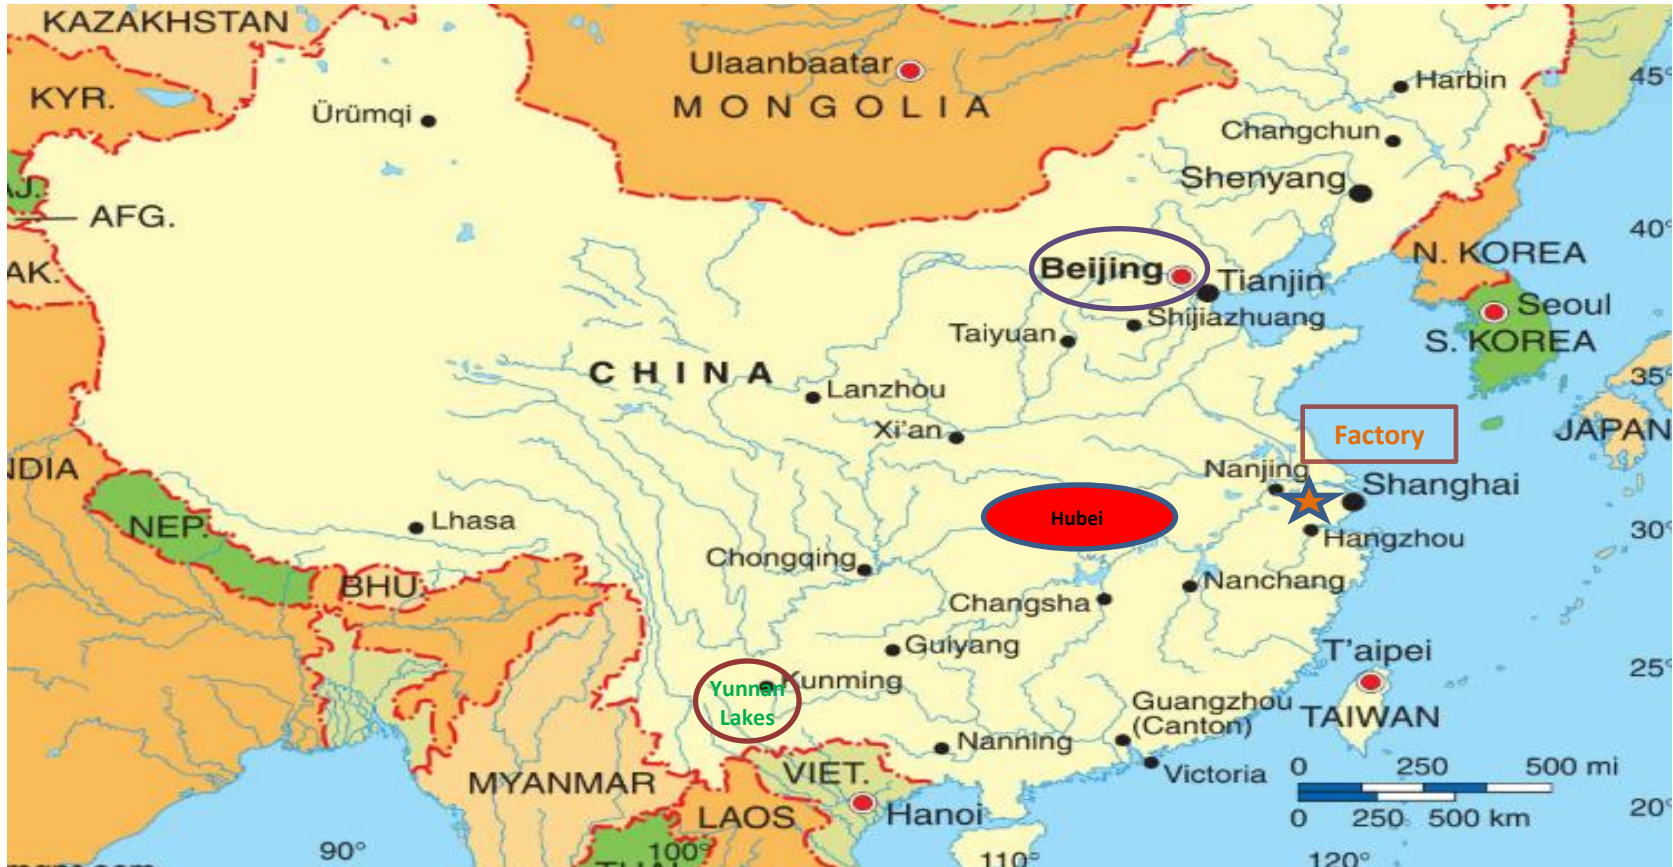 KAZAKHSTAN
Ulaanbaatar
MONGOLIA
Harbin
45°
KYR.
Ürümqi
Changchun
Shenyang
AJ.
AFG.
40°
N. KOREA
Beijing
Tianjin
AK.
Seoul
Shijiazhuang
Taiyuan
S. KOREA
CHINA
Lanzhou
35°
Factory
Xi'an
JAPAN
NDIA
Nanjing
Shanghai
Hubei
Lhasa
NEP.
30°
Hangzhou
Chongqing
BHU.
Nanchang
Changsha
Guiyang
T'aipei
25°
Yunnan
Lakes
Kunming
Guangzhou
(Canton)
TAIWAN
Nanning
VIET.
Victoria
0 250 500 mi
MYANMAR
LAOS
Hanoi
20°
0 250 500 km
90°
100°
110°
120°